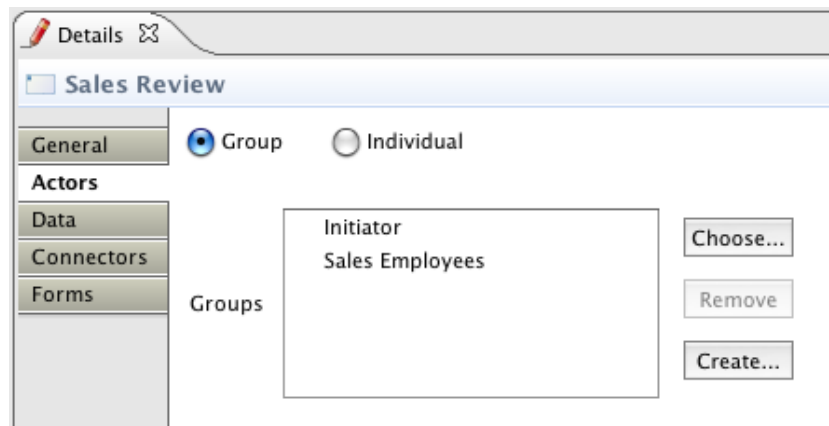 Details
Sales Review
General
Group
Individual
Actors
Data
Connectors
Forms
Groups
Initiator
Sales Employees
Choose...
Remove
Create...